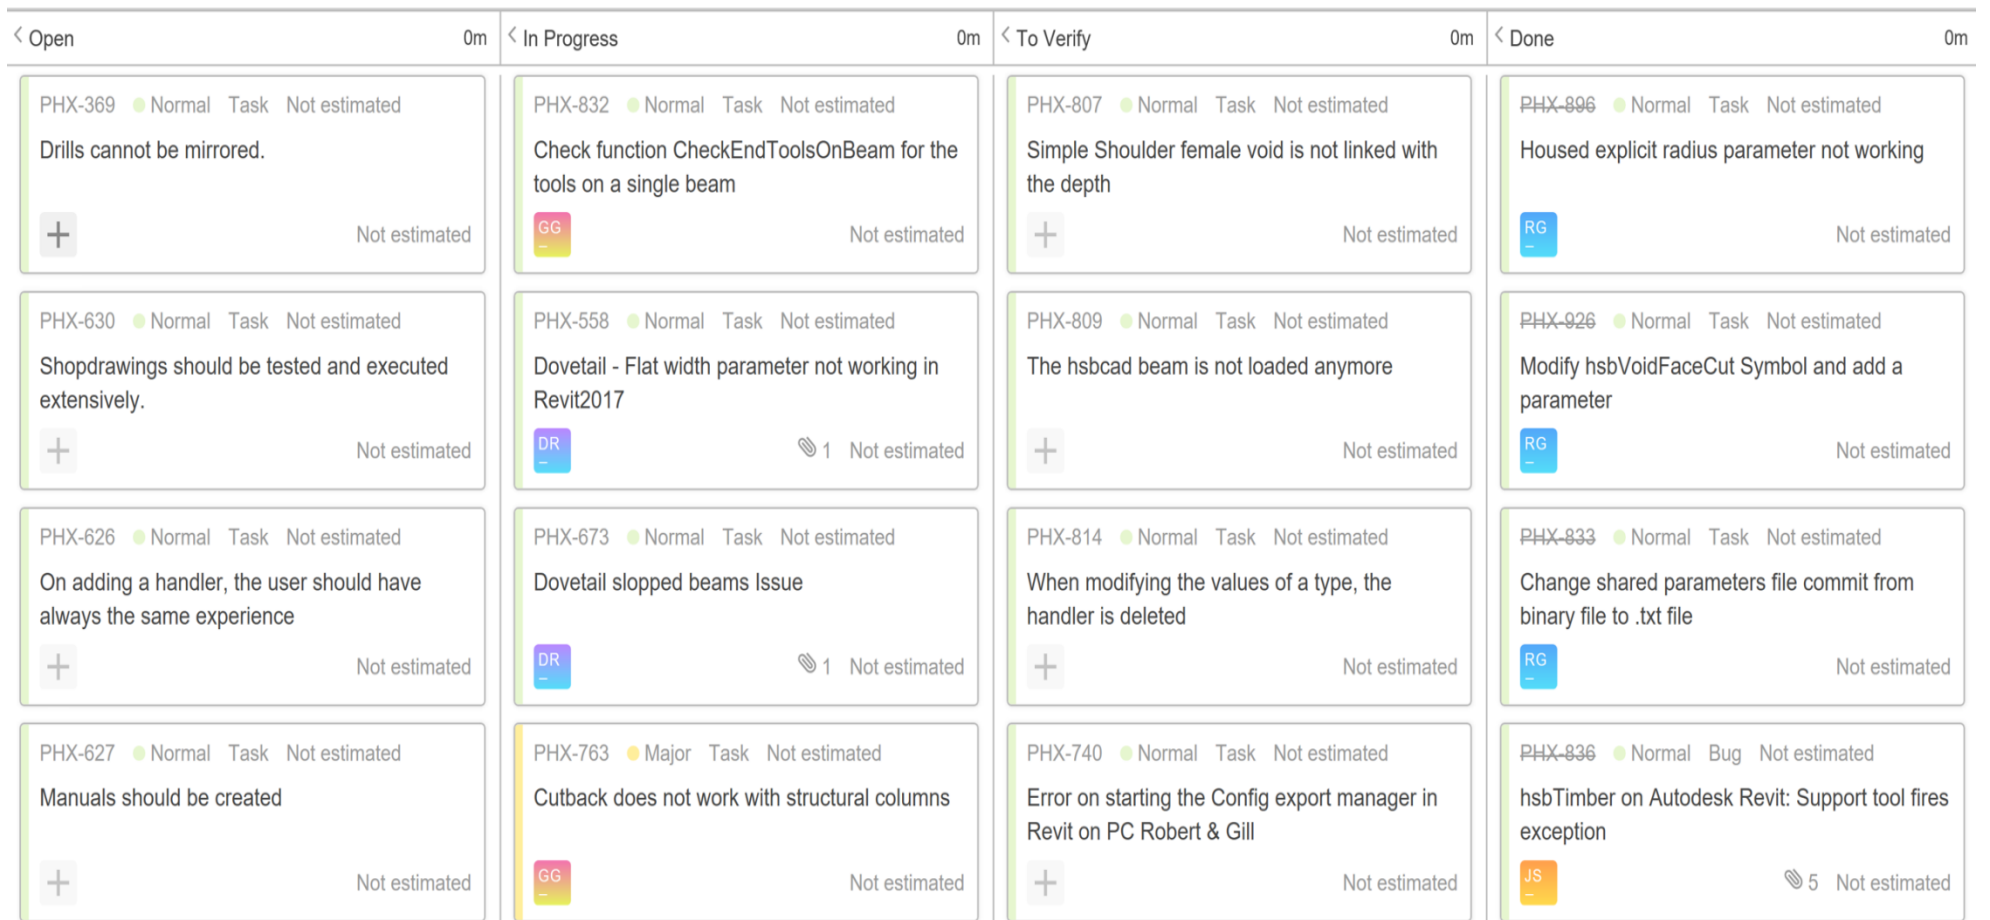 Open 0m
PHX-369 Normal Task Not estimated
Drills cannot be mirrored.
Not estimated
PHX-630 Normal Task Not estimated
Shopdrawings should be tested and executed
extensively.
Not estimated
PHX-626 Normal Task Not estimated
On adding a handler, the user should have
always the same experience
Not estimated
PHX-627 Normal Task Not estimated
Manuals should be created
Not estimated
In Progress 0m
PHX-832 Normal Task Not estimated
Check function CheckEndToolsOnBeam for the
tools on a single beam
GG Not estimated
PHX-558 Normal Task Not estimated
Dovetail - Flat width parameter not working in
Revit2017
DR 1 Not estimated
PHX-673 Normal Task Not estimated
Dovetail slopped beams Issue
DR 1 Not estimated
PHX-763 Major Task Not estimated
Cutback does not work with structural columns
GG Not estimated
To Verify 0m
PHX-807 Normal Task Not estimated
Simple Shoulder female void is not linked with
the depth
Not estimated
PHX-809 Normal Task Not estimated
The hsbcad beam is not loaded anymore
Not estimated
PHX-814 Normal Task Not estimated
When modifying the values of a type, the
handler is deleted
Not estimated
PHX-740 Normal Task Not estimated
Error on starting the Config export manager in
Revit on PC Robert & Gill
Not estimated
Done 0m
PHX-896 Normal Task Not estimated
Housed explicit radius parameter not working
RG Not estimated
PHX-926 Normal Task Not estimated
Modify hsbVoidFaceCut Symbol and add a
parameter
RG Not estimated
PHX-833 Normal Task Not estimated
Change shared parameters file commit from
binary file to .txt file
RG Not estimated
PHX-836 Normal Bug Not estimated
hsbTimber on Autodesk Revit: Support tool fires
exception
JS 5 Not estimated